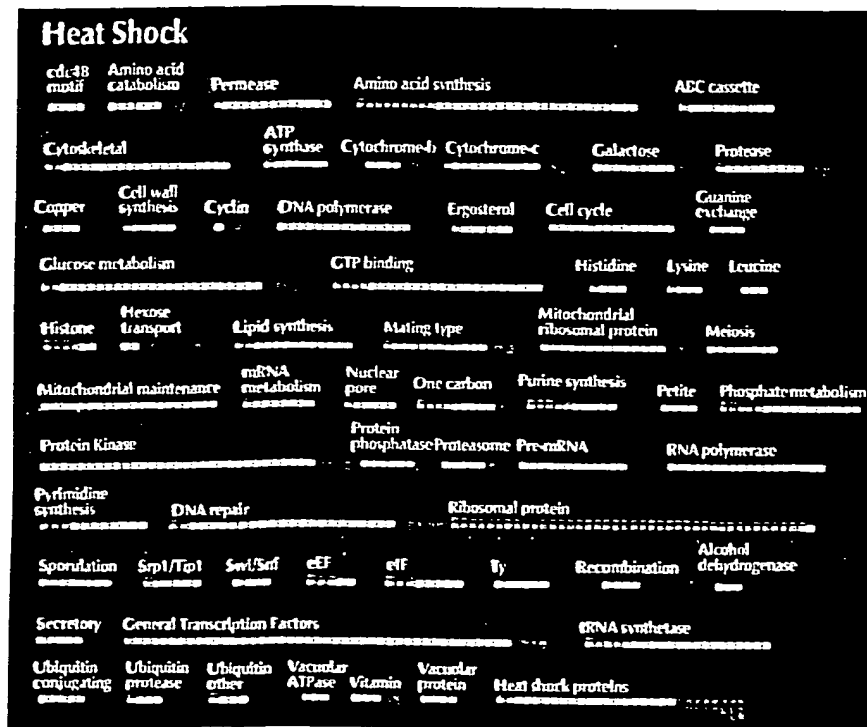 Heat Shock
cdc48 motif
Amino acid catabolism
Permease
Amino acid synthesis
ABC cassette
Cytoskeletal
ATP synthase
Cytochrome-b
Cytochrome-c
Galactose
Protease
Copper
Cell wall synthesis
Cyclin
DNA polymerase
Ergosterol
Cell cycle
Guanine exchange
Glucose metabolism
GTP binding
Histidine
Lysine
Leucine
Histone
Hexose transport
Lipid synthesis
Mating type
Mitochondrial ribosomal protein
Meiosis
Mitochondrial maintenance
mRNA metabolism
Nuclear pore
One carbon
Purine synthesis
Petite
Phosphate metabolism
Protein Kinase
Protein phosphatase
Proteasome
Pre-mRNA
RNA polymerase
Pyrimidine synthesis
DNA repair
Ribosomal protein
Sporulation
Srp1/Tip1
Swi/Snf
eEF
eIF
Ty
Recombination
Alcohol dehydrogenase
Secretory
General Transcription Factors
tRNA synthetase
Ubiquitin conjugating
Ubiquitin protease
Ubiquitin other
Vacuolar ATPase
Vitamin
Vacuolar protein
Heat shock proteins